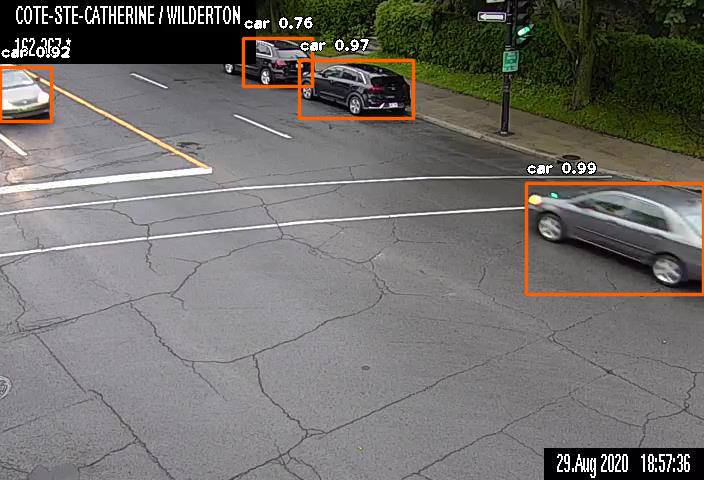 COTE-STE-CATHERINE / WILDERTON
car 0.76
car 0.97
car 0.92
car 0.99
29.Aug 2020 18:57:36